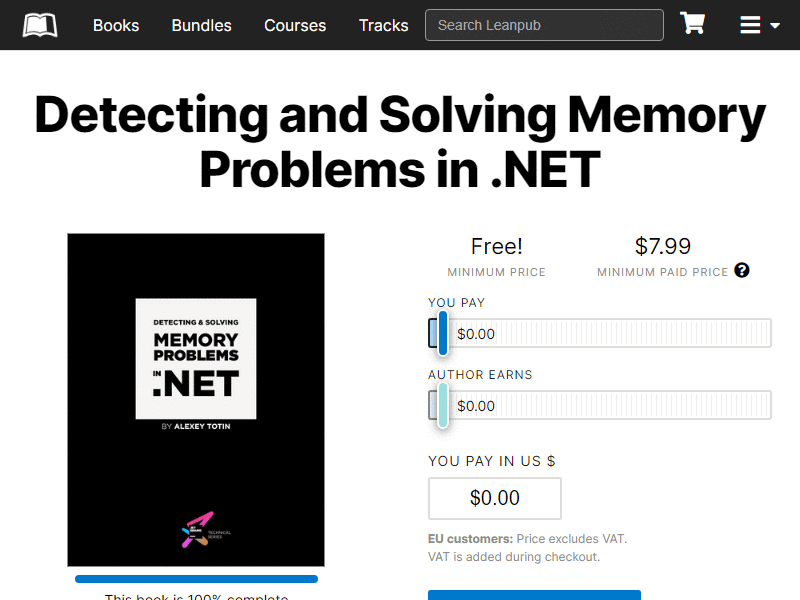 Books Bundles Courses Tracks Search Leanpub
Detecting and Solving Memory
Problems in .NET
DETECTING & SOLVING
MEMORY
PROBLEMS
IN .NET
BY ALEXEY TOTIN
JET
BRAINS
TECHNICAL
SERIES
This book is 100% complete
Free!
MINIMUM PRICE
$7.99
MINIMUM PAID PRICE ?
YOU PAY
$0.00
AUTHOR EARNS
$0.00
YOU PAY IN US $
$0.00
EU customers: Price excludes VAT.
VAT is added during checkout.